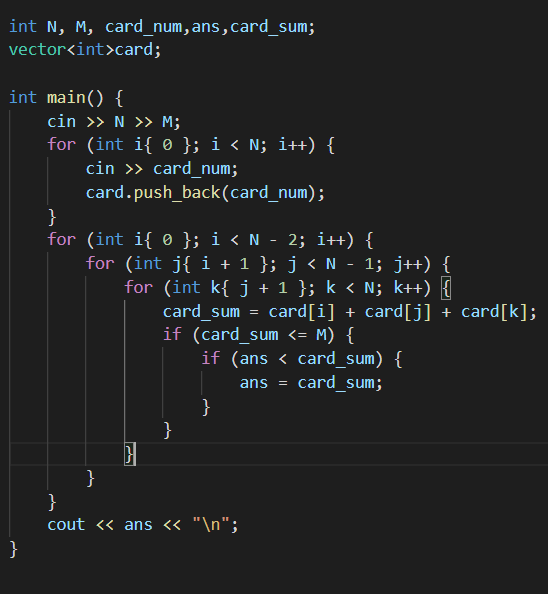 int N, M, card_num,ans,card_sum;
vector<int>card;
int main() {
cin >> N >> M;
for (int i{ 0 }; i < N; i++) {
cin >> card_num;
card.push_back(card_num);
}
for (int i{ 0 }; i < N - 2; i++) {
for (int j{ i + 1 }; j < N - 1; j++) {
for (int k{ j + 1 }; k < N; k++) {
card_sum = card[i] + card[j] + card[k];
if (card_sum <= M) {
if (ans < card_sum) {
ans = card_sum;
}
}
}
}
}
cout << ans << "\n";
}